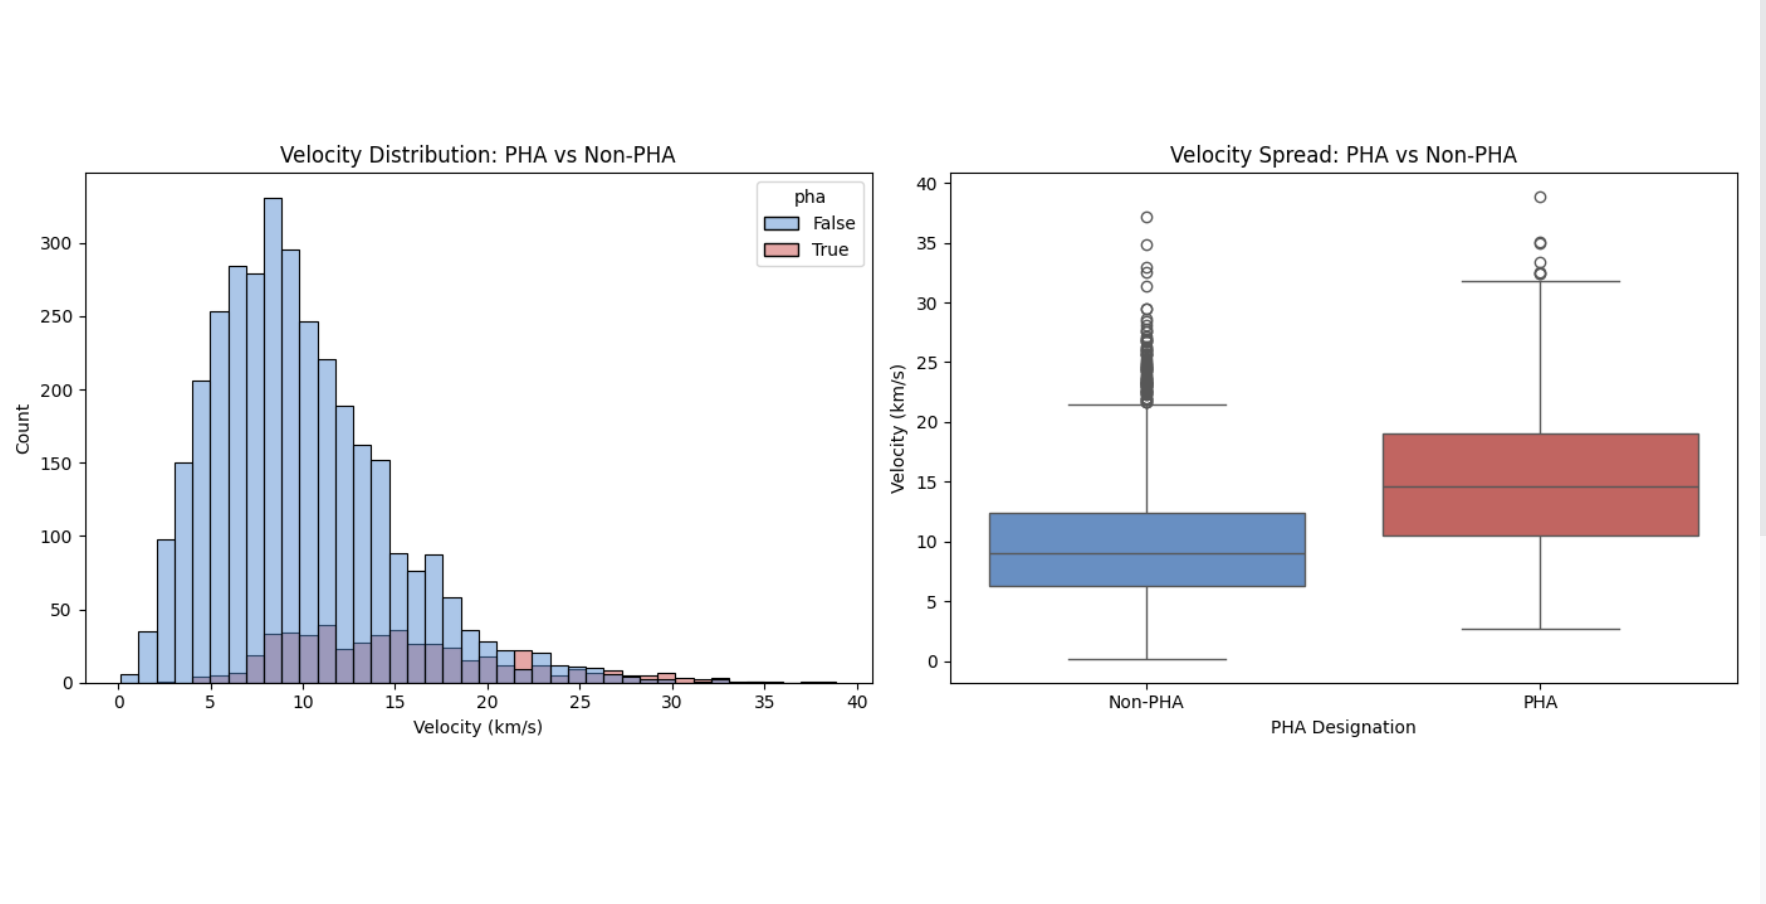 Velocity Distribution: PHA vs Non-PHA
pha
False
True
300
250
200
150
100
50
0
Count
0 5 10 15 20 25 30 35 40
Velocity (km/s)
Velocity Spread: PHA vs Non-PHA
40
35
30
25
20
15
10
5
0
Velocity (km/s)
Non-PHA PHA
PHA Designation